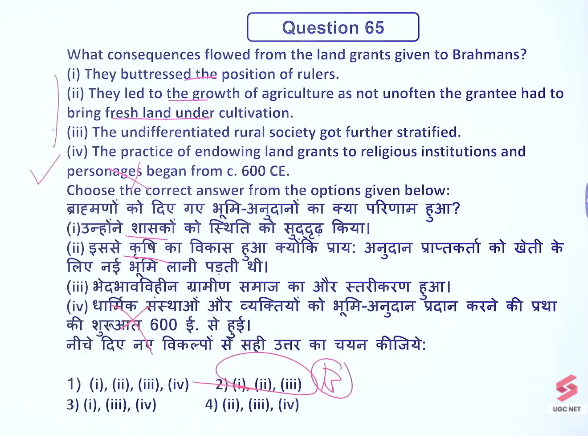 Question 65
What consequences flowed from the land grants given to Brahmans?
(i) They buttressed the position of rulers.
(ii) They led to the growth of agriculture as not unoften the grantee had to
bring fresh land under cultivation.
(iii) The undifferentiated rural society got further stratified.
(iv) The practice of endowing land grants to religious institutions and
personages began from c. 600 CE.
Choose the correct answer from the options given below:
ब्राह्मणों को दिए गए भूमि-अनुदानों का क्या परिणाम हुआ?
(i)उन्होंने शासकों को स्थिति को सुदृढ़ किया।
(ii) इससे कृषि का विकास हुआ क्योंकि प्राय: अनुदान प्राप्तकर्ता को खेती के
लिए नई भूमि लानी पड़ती थी।
(iii) भेदभावविहीन ग्रामीण समाज का और स्तरीकरण हुआ।
(iv) धार्मिक संस्थाओं और व्यक्तियों को भूमि-अनुदान प्रदान करने की प्रथा
की शुरुआत 600 ई. से हुई।
नीचे दिए गए विकल्पों से सही उत्तर का चयन कीजिये:
1) (i), (ii), (iii), (iv) 2) (i), (ii), (iii)
3) (i), (iii), (iv) 4) (ii), (iii), (iv)
UGC NET